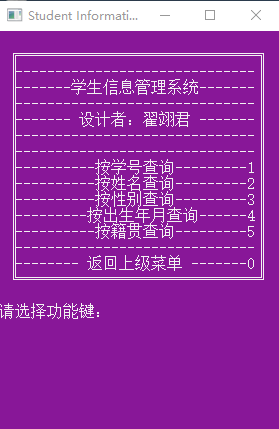 Student Informati...
学生信息管理系统
设计者：翟翊君
按学号查询--------1
按姓名查询--------2
按性别查询--------3
按出生年月查询------4
按籍贯查询--------5
返回上级菜单 -------0
请选择功能键：